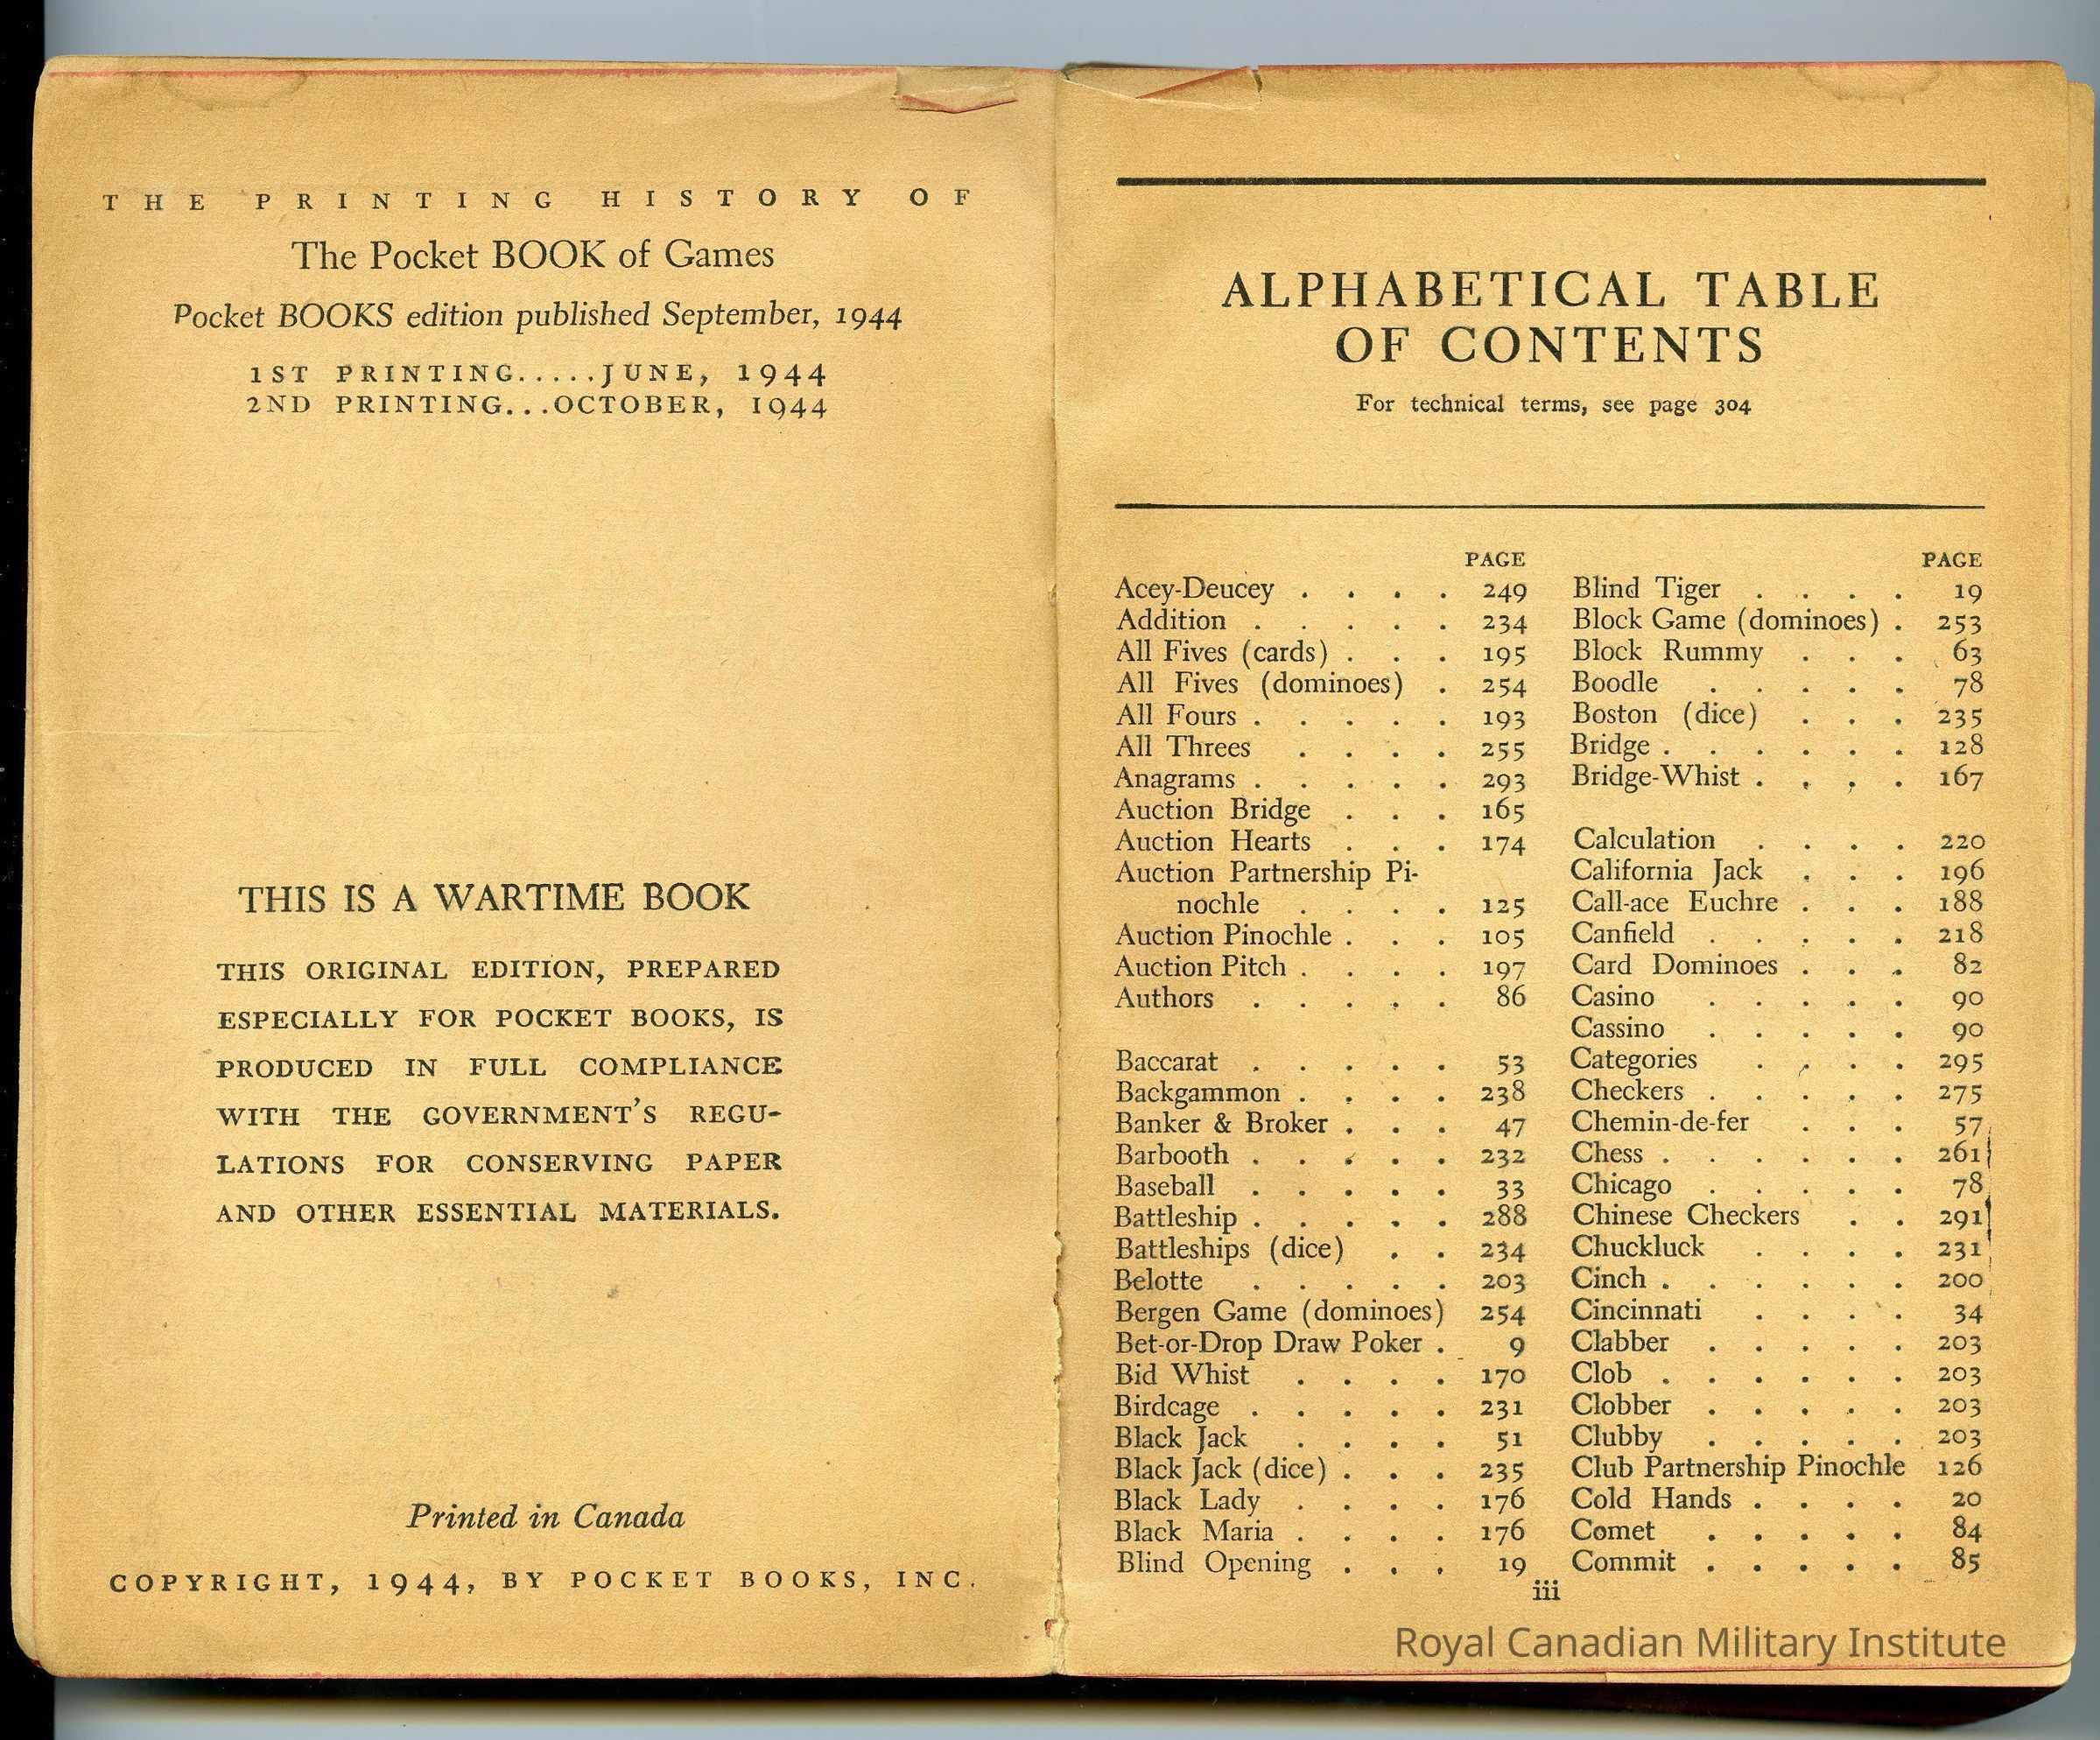 THE PRINTING HISTORY OF
The Pocket BOOK of Games
Pocket BOOKS edition published September, 1944
1ST PRINTING.....JUNE, 1944
2ND PRINTING...OCTOBER, 1944
THIS IS A WARTIME BOOK
THIS ORIGINAL EDITION, PREPARED
ESPECIALLY FOR POCKET BOOKS, IS
PRODUCED IN FULL COMPLIANCE
WITH THE GOVERNMENT'S REGU-
LATIONS FOR CONSERVING PAPER
AND OTHER ESSENTIAL MATERIALS.
Printed in Canada
COPYRIGHT, 1944, BY POCKET BOOKS, INC.
ALPHABETICAL TABLE
OF CONTENTS
For technical terms, see page 304
PAGE
Acey-Deucey . . . . 249
Addition . . . . . 234
All Fives (cards) . . . 195
All Fives (dominoes) . 254
All Fours . . . . . 193
All Threes . . . . 255
Anagrams . . . . . 293
Auction Bridge . . . 165
Auction Hearts . . . 174
Auction Partnership Pi-
nochle . . . . 125
Auction Pinochle . . . 105
Auction Pitch . . . . 197
Authors . . . . . 86
Baccarat . . . . . 53
Backgammon . . . . 238
Banker & Broker . . . 47
Barbooth . . . . . 232
Baseball . . . . . 33
Battleship . . . . . 288
Battleships (dice) . . 234
Belotte . . . . . 203
Bergen Game (dominoes) 254
Bet-or-Drop Draw Poker . 9
Bid Whist . . . . 170
Birdcage . . . . . 231
Black Jack . . . . 51
Black Jack (dice) . . . 235
Black Lady . . . . 176
Black Maria . . . . 176
Blind Opening . . . 19
PAGE
Blind Tiger . . . . 19
Block Game (dominoes) . 253
Block Rummy . . . 63
Boodle . . . . . 78
Boston (dice) . . . 235
Bridge . . . . . . 128
Bridge-Whist . . . . 167
Calculation . . . . 220
California Jack . . . 196
Call-ace Euchre . . . 188
Canfield . . . . . 218
Card Dominoes . . . 82
Casino . . . . . 90
Cassino . . . . . 90
Categories . . . . 295
Checkers . . . . . 275
Chemin-de-fer . . . 57
Chess . . . . . . 261
Chicago . . . . . 78
Chinese Checkers . . 291
Chuckluck . . . . 231
Cinch . . . . . . 200
Cincinnati . . . . 34
Clabber . . . . . 203
Clob . . . . . . 203
Clobber . . . . . 203
Clubby . . . . . 203
Club Partnership Pinochle 126
Cold Hands . . . . 20
Comet . . . . . 84
Commit . . . . . 85
iii
Royal Canadian Military Institute